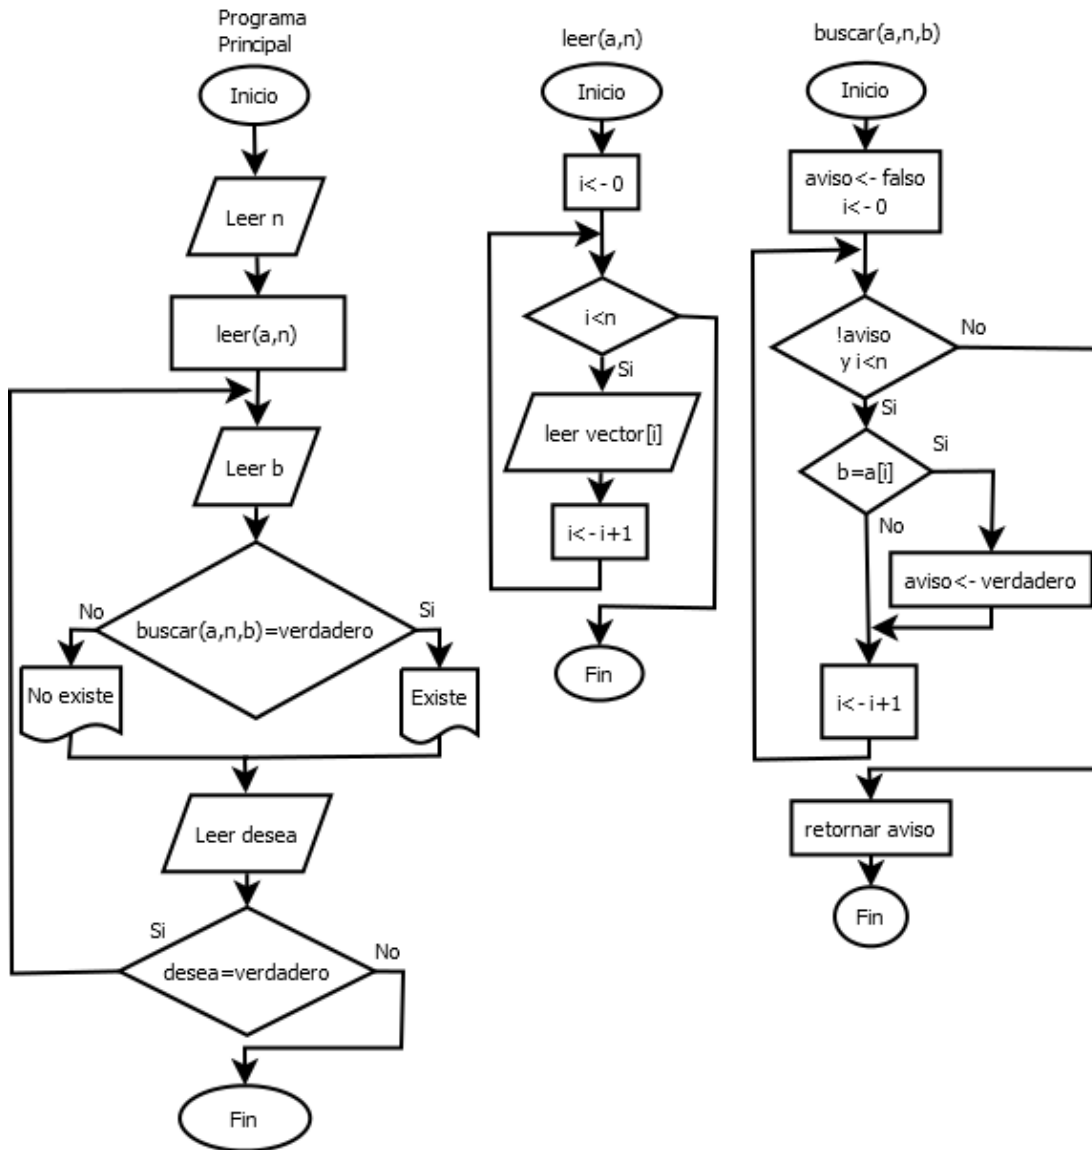 Programa
Principal
Inicio
Leer n
leer(a,n)
Leer b
buscar(a,n,b)=verdadero
No
Si
No existe
Existe
Leer desea
desea=verdadero
Si
No
Fin
leer(a,n)
Inicio
i<- 0
i<n
Si
leer vector[i]
i<- i+1
Fin
buscar(a,n,b)
Inicio
aviso<- falso
i<- 0
!aviso
y i<n
No
Si
b=a[i]
Si
No
aviso<- verdadero
i<- i+1
retornar aviso
Fin